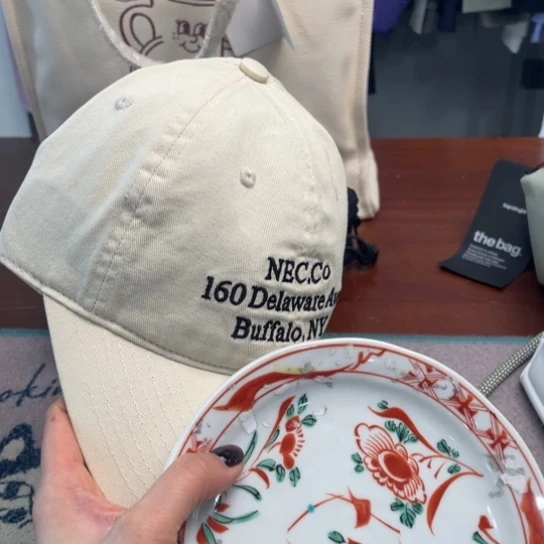 NEC.Co
160 Delaware
Buffalo, NY
the bag.